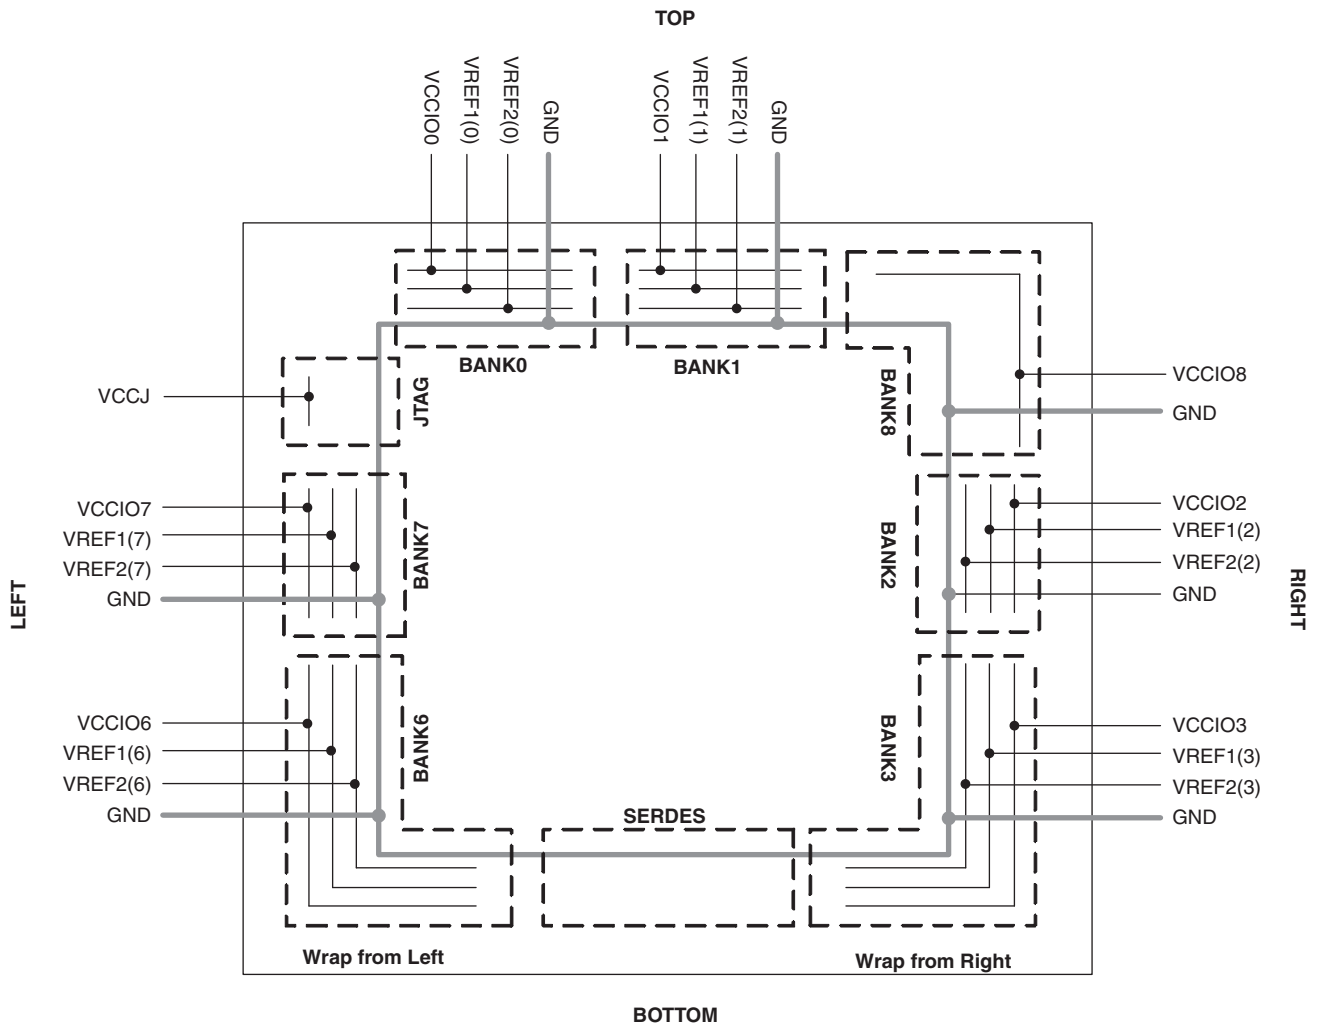 TOP
VCCIO0
VREF1(0)
VREF2(0)
GND
VCCIO1
VREF1(1)
VREF2(1)
GND
BANK0
BANK1
VCCJ
JTAG
BANK8
VCCIO8
GND
VCCIO7
VREF1(7)
VREF2(7)
GND
BANK7
BANK2
VCCIO2
VREF1(2)
VREF2(2)
GND
LEFT
RIGHT
VCCIO6
VREF1(6)
VREF2(6)
GND
BANK6
BANK3
VCCIO3
VREF1(3)
VREF2(3)
GND
SERDES
Wrap from Left
Wrap from Right
BOTTOM